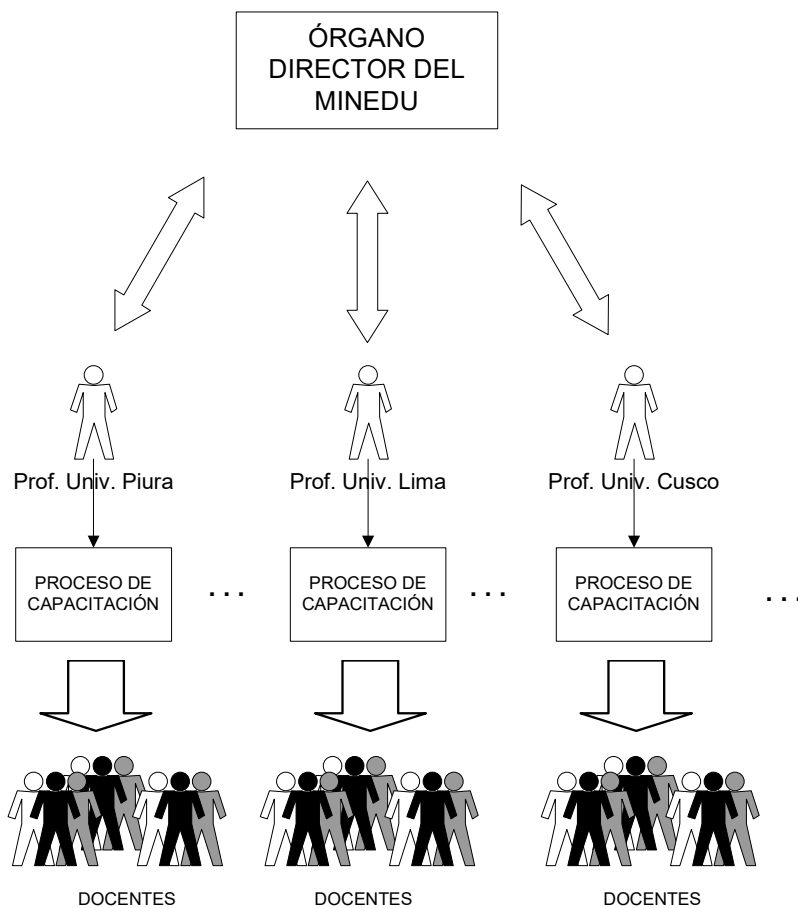 ÓRGANO
DIRECTOR DEL
MINEDU
Prof. Univ. Piura
Prof. Univ. Lima
Prof. Univ. Cusco
PROCESO DE
CAPACITACIÓN
. . .
PROCESO DE
CAPACITACIÓN
. . .
PROCESO DE
CAPACITACIÓN
. . .
DOCENTES
DOCENTES
DOCENTES